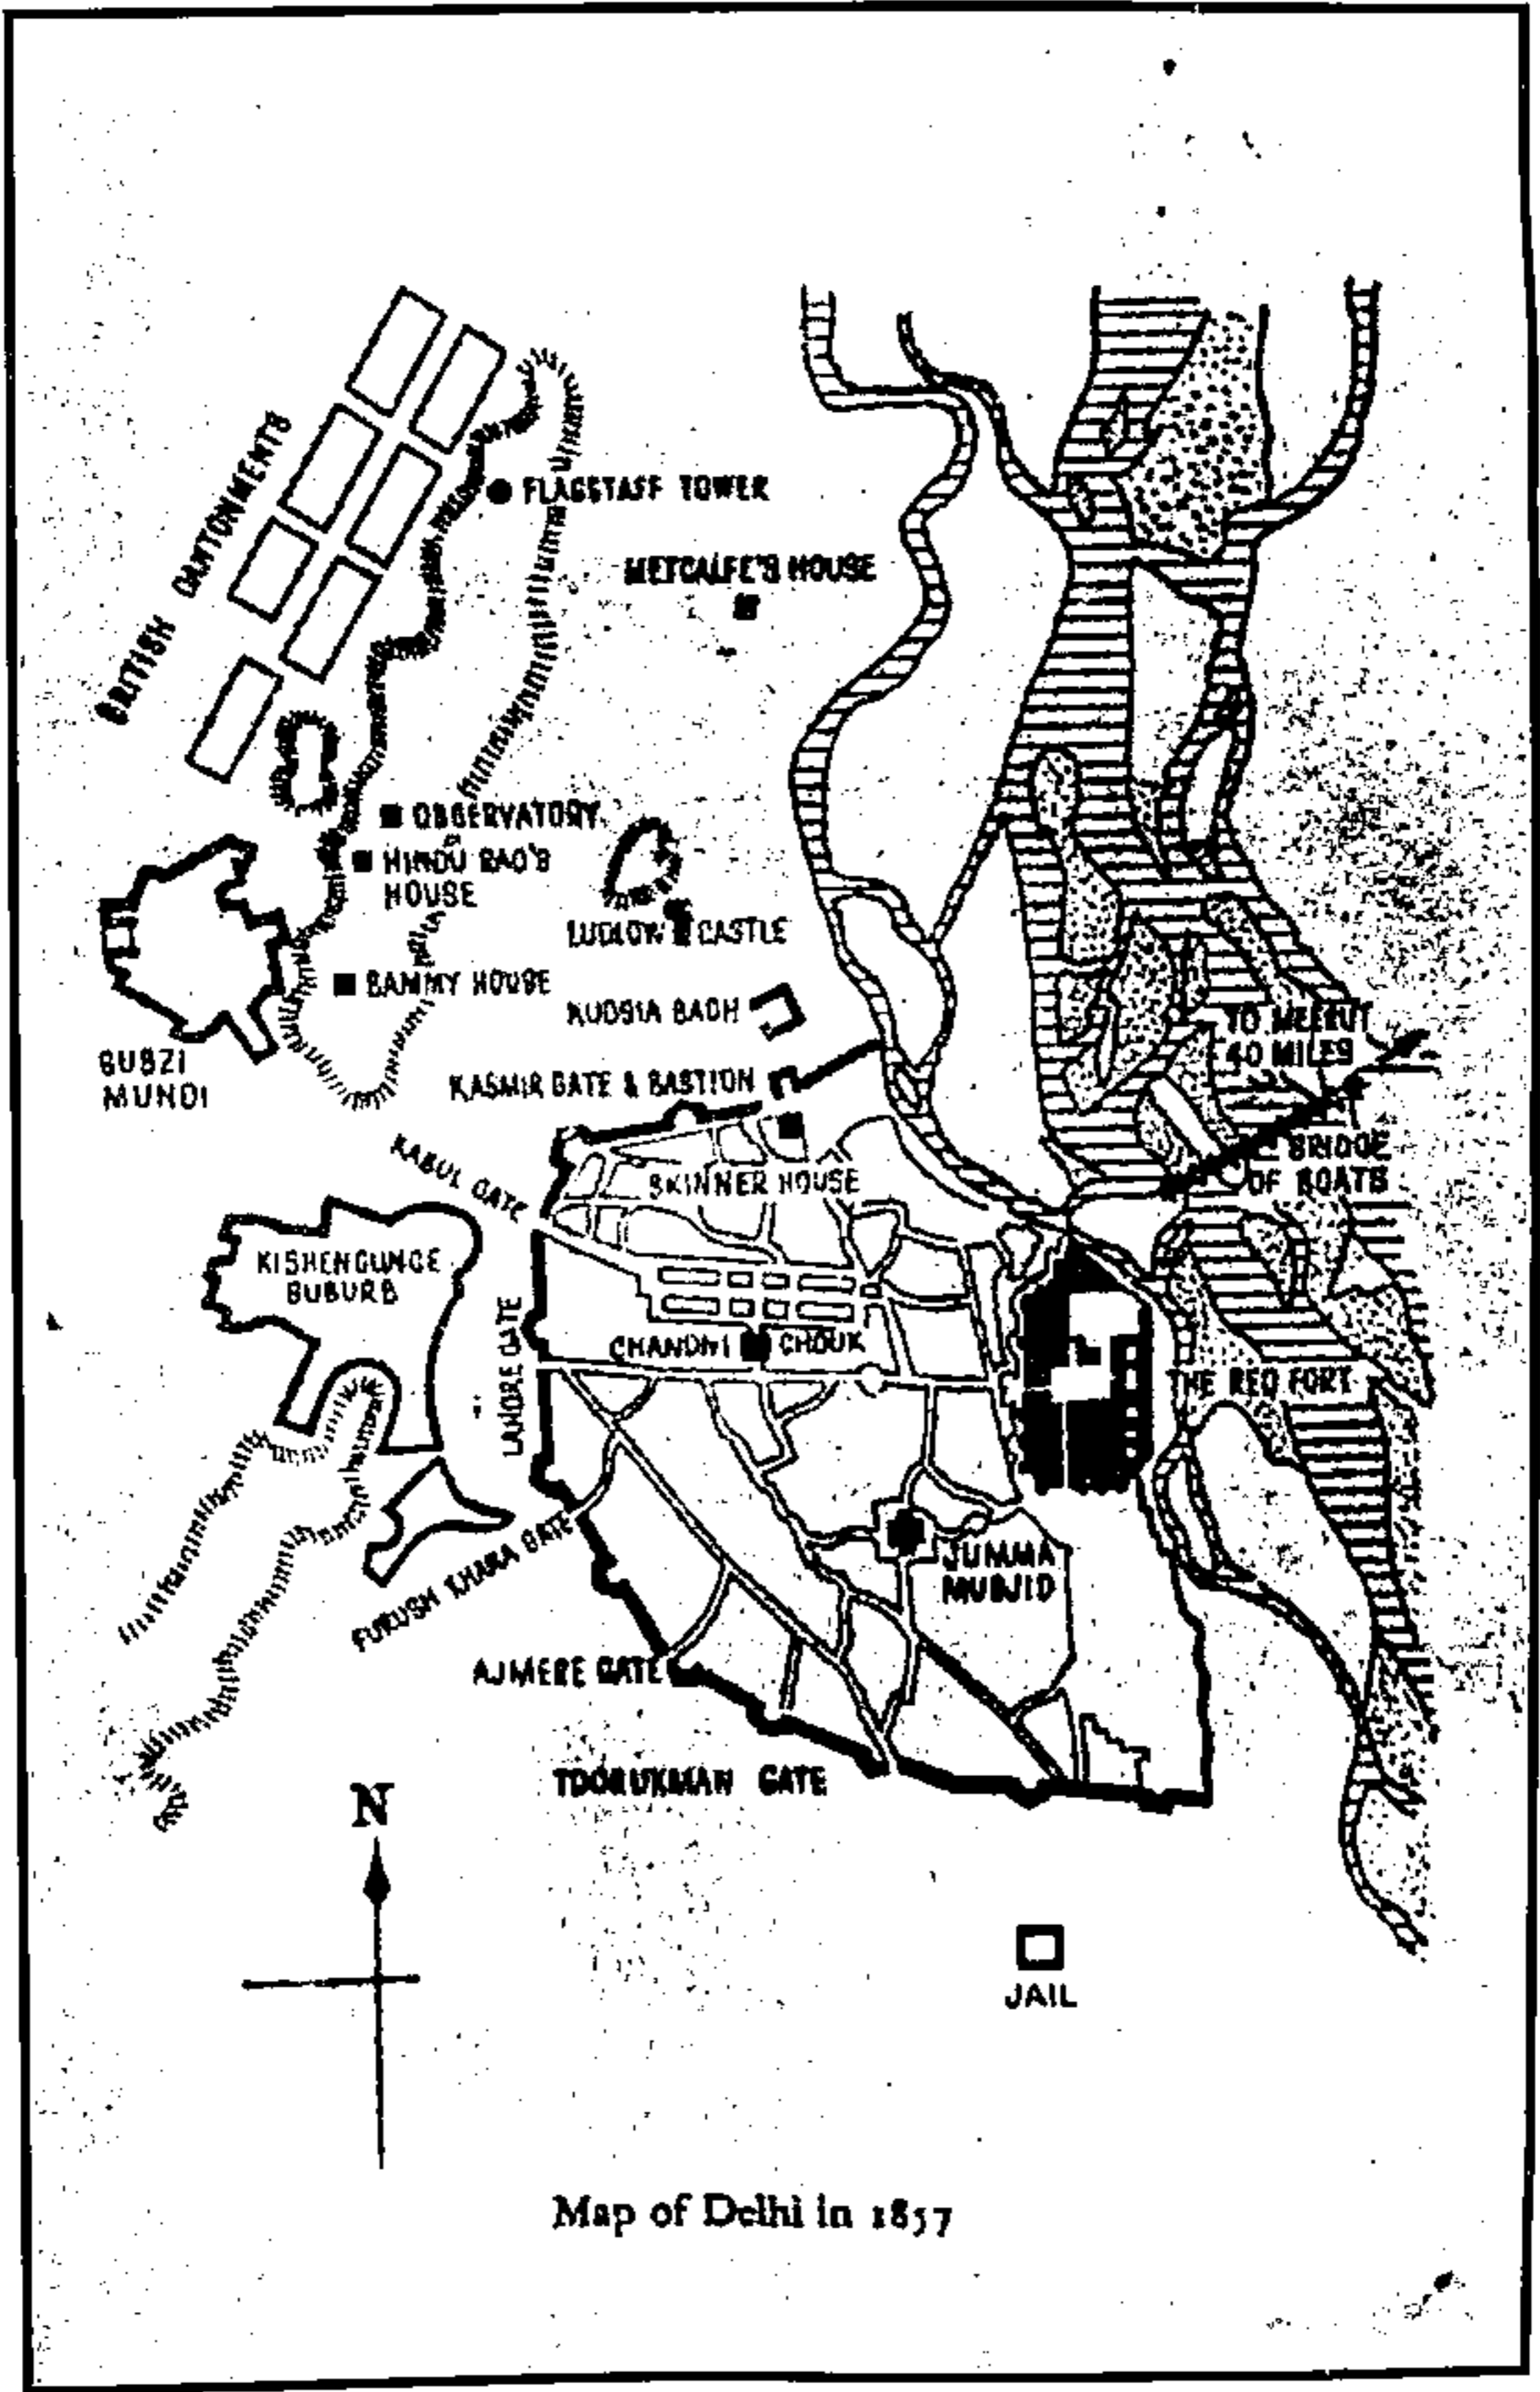 BRITISH CANTONMENTS
FLAGSTAFF TOWER
METCALFE'S HOUSE
OBSERVATORY
HINDU RAO'S
HOUSE
LUDLOW CASTLE
SAMMY HOUSE
KUDSIA BAGH
TO MEERUT
40 MILES
SUBZI
MUNDI
KASMIR GATE & BASTION
BRIDGE
OF BOATS
KABUL GATE
SKINNER HOUSE
KISHENGUNGE
SUBURB
LAHORE GATE
CHANDNI CHOUK
THE RED FORT
FURUSH KHANA GATE
JUMMA
MUSJID
AJMERE GATE
TOORUKMAN GATE
N
JAIL
Map of Delhi in 1857